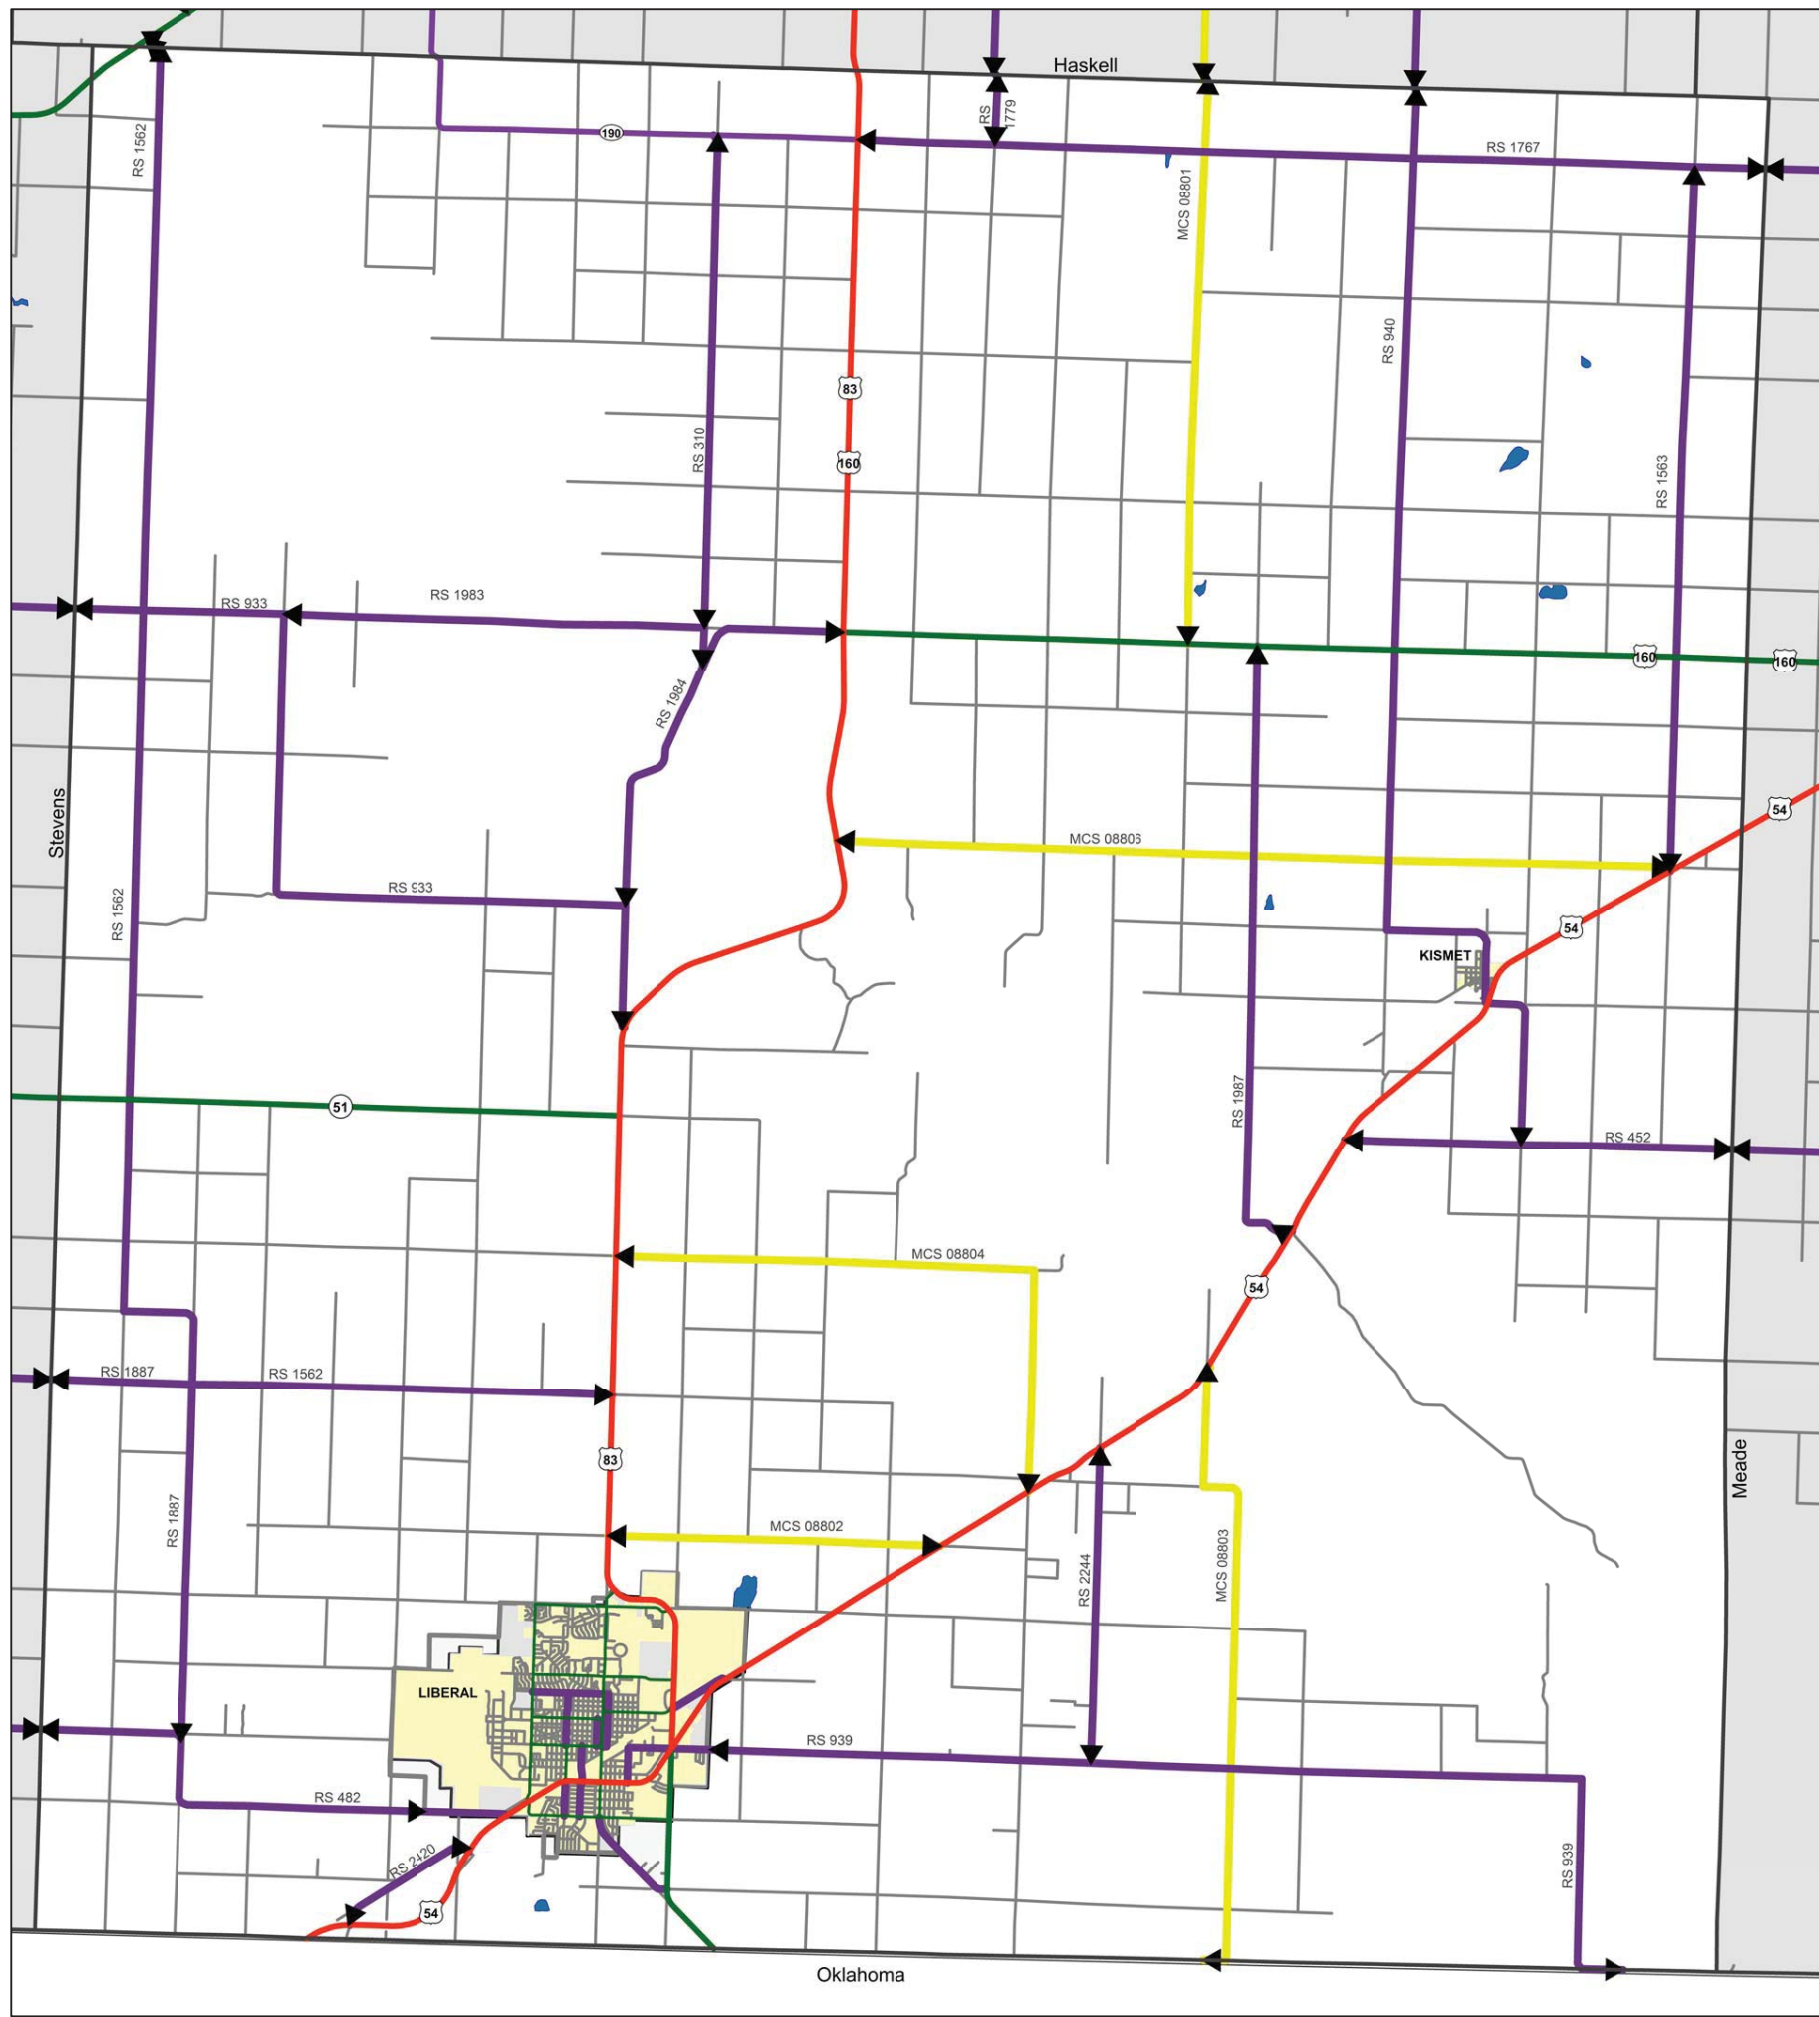 Haskell
RS 1562
190
RS 1779
RS 1767
MCS 08801
RS 940
83
RS 310
160
RS 1563
RS 933
RS 1983
160
160
RS 1984
Stevens
54
MCS 08806
RS 933
RS 1562
54
KISMET
51
RS 1987
RS 452
MCS 08804
54
RS 1887
RS 1562
83
Meade
RS 1887
MCS 08802
RS 2244
MCS 08803
LIBERAL
RS 939
RS 482
RS 2420
RS 939
54
Oklahoma